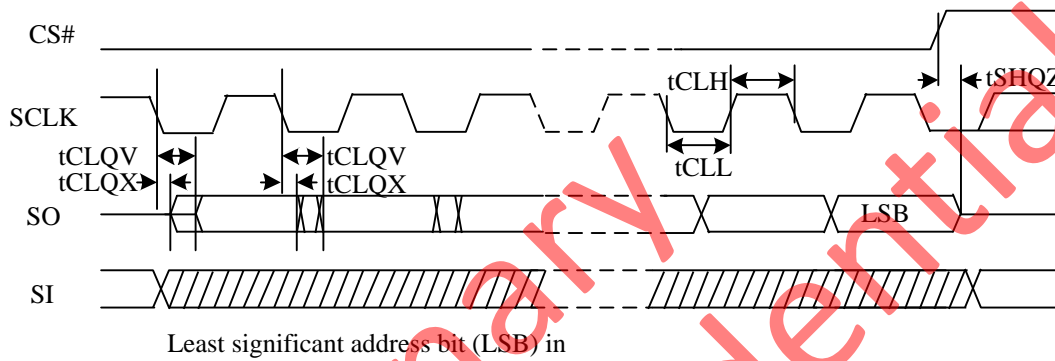 CS#
tCLH
tSHQZ
SCLK
tCLQV
tCLQV
tCLL
tCLQX
tCLQX
SO
LSB
SI
Least significant address bit (LSB) in